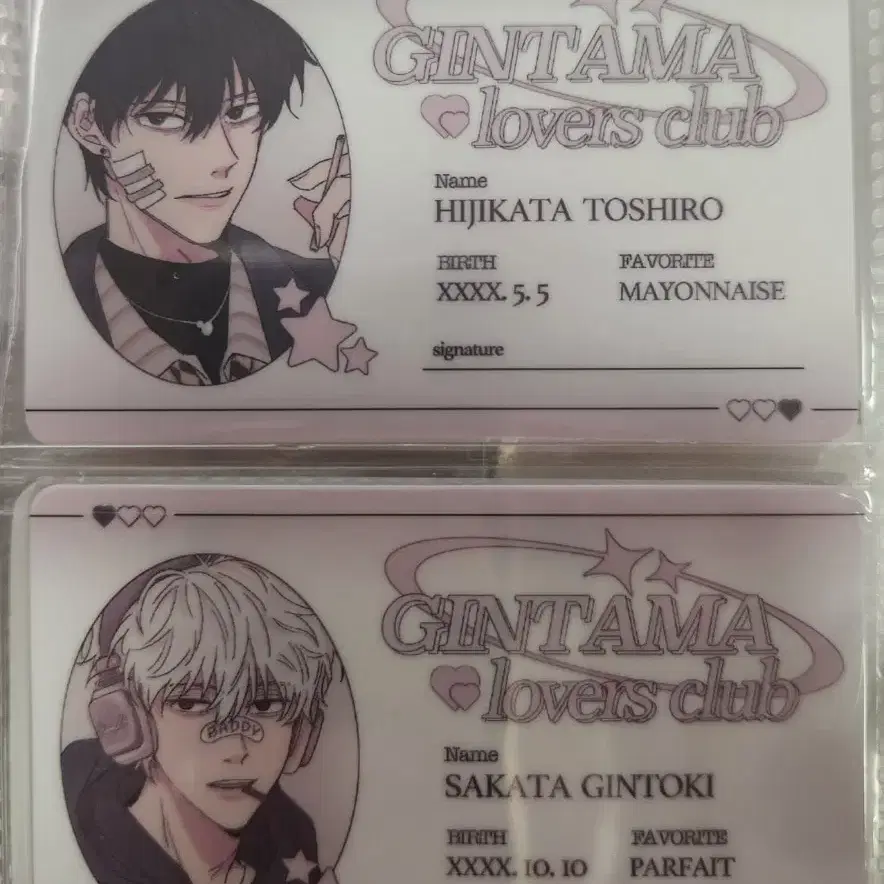 GINTAMA
lovers club
Name
HIJIKATA TOSHIRO
BIRTH FAVORITE
XXXX. 5. 5 MAYONNAISE
signature
GINTAMA
lovers club
BADDY
Name
SAKATA GINTOKI
BIRTH FAVORITE
XXXX. 10. 10 PARFAIT